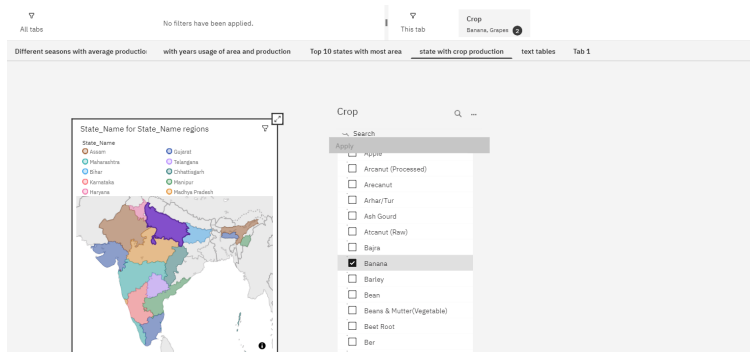 All tabs
No filters have been applied.
This tab
Crop
Banana, Grapes 2
Different seasons with average productio
with years usage of area and production
Top 10 states with most area
state with crop production
text tables
Tab 1
State_Name for State_Name regions
State_Name
Assam
Gujarat
Maharashtra
Telangana
Bihar
Chhattisgarh
Karnataka
Manipur
Haryana
Madhya Pradesh
Crop
Search
Apply
Apple
Arcanut (Processed)
Arecanut
Arhar/Tur
Ash Gourd
Atcanut (Raw)
Bajra
Banana
Barley
Bean
Beans & Mutter(Vegetable)
Beet Root
Ber